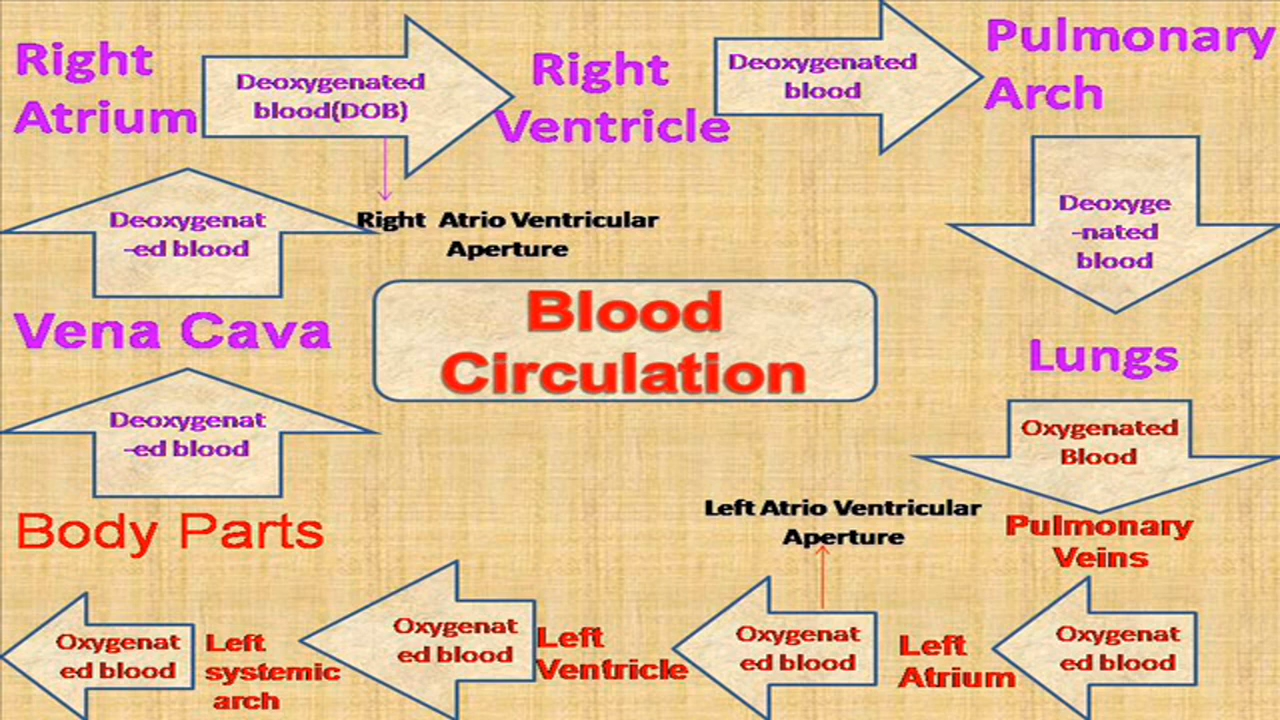 Right
Atrium
Deoxygenated
blood(DOB)
Right
Ventricle
Deoxygenated
blood
Pulmonary
Arch
Deoxygenat
-ed blood
Right Atrio Ventricular
Aperture
Deoxyge
-nated
blood
Vena Cava
Blood
Circulation
Lungs
Deoxygenat
-ed blood
Oxygenated
Blood
Body Parts
Left Atrio Ventricular
Aperture
Pulmonary
Veins
Oxygenat
ed blood
Left
systemic
arch
Oxygenat
ed blood
Left
Ventricle
Oxygenat
ed blood
Left
Atrium
Oxygenat
ed blood